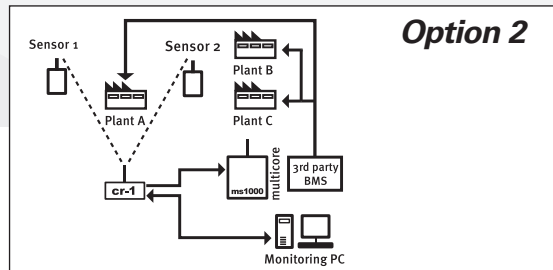 Option 2
Sensor 1
Sensor 2
Plant B
Plant A
Plant C
cr-1
ms1000
multicore
3rd party
BMS
Monitoring PC